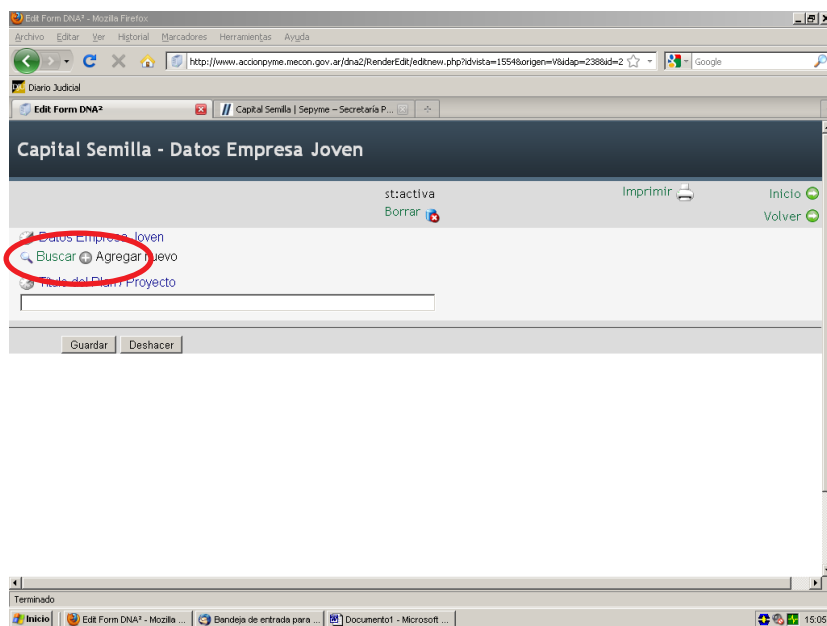 Edit Form DNA² - Mozilla Firefox
Archivo Editar Ver Historial Marcadores Herramientas Ayuda
http://www.accionpyme.mecon.gov.ar/dna2/RenderEdit/editnew.php?idvista=1554&origen=V&idap=238&id=2
Google
Diario Judicial
Edit Form DNA²
Capital Semilla | Sepyme – Secretaría P...
Capital Semilla - Datos Empresa Joven
st:activa
Imprimir
Inicio
Borrar
Volver
Datos Empresa Joven
Buscar Agregar nuevo
Título del Plan / Proyecto
Guardar Deshacer
Terminado
Inicio Edit Form DNA² - Mozilla ... Bandeja de entrada para ... Documento1 - Microsoft ... 15:05